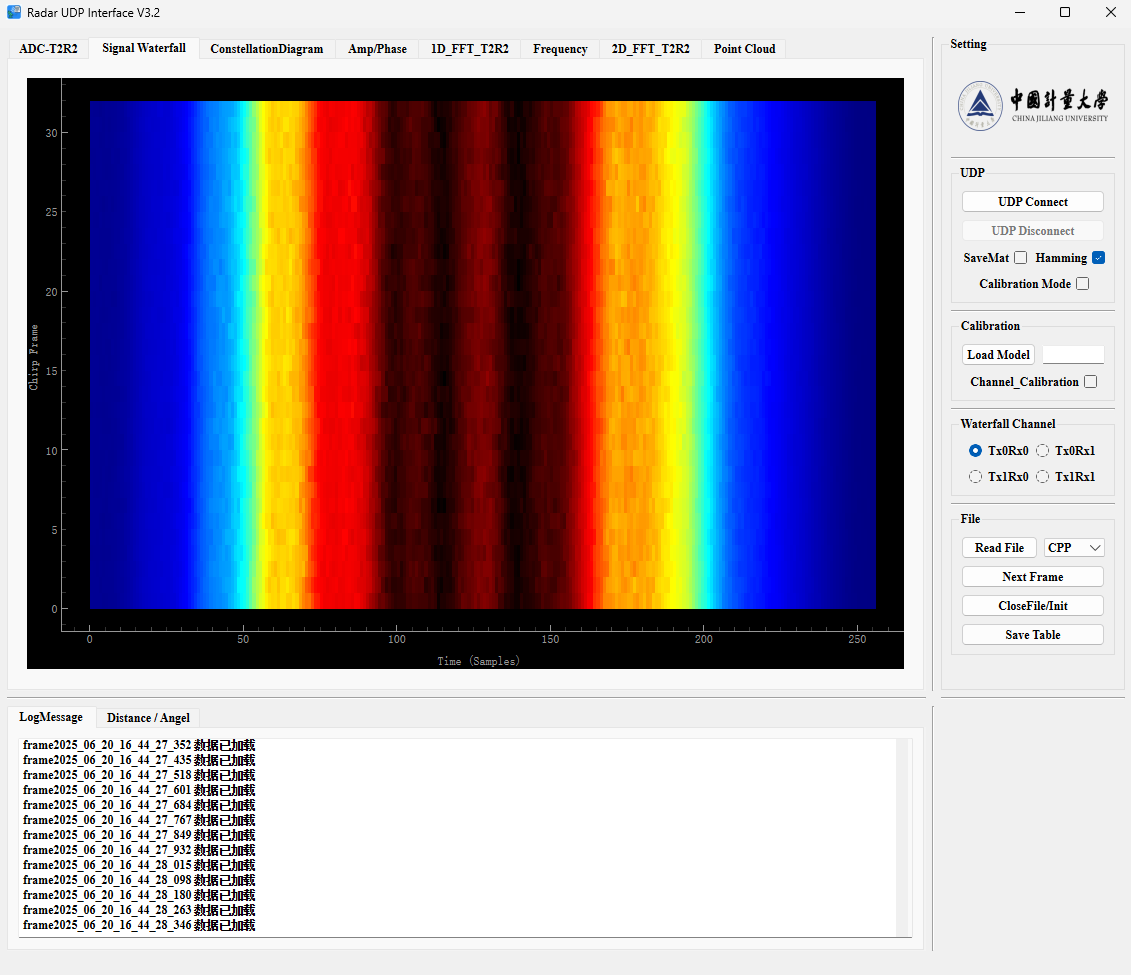 Radar UDP Interface V3.2
ADC-T2R2 Signal Waterfall ConstellationDiagram Amp/Phase 1D_FFT_T2R2 Frequency 2D_FFT_T2R2 Point Cloud
30
25
20
15
10
5
0
Chirp Frame
0 50 100 150 200 250
Time (Samples)
Setting
中國計量大學
CHINA JILIANG UNIVERSITY
UDP
UDP Connect
UDP Disconnect
SaveMat Hamming
Calibration Mode
Calibration
Load Model
Channel_Calibration
Waterfall Channel
Tx0Rx0 Tx0Rx1
Tx1Rx0 Tx1Rx1
File
Read File CPP
Next Frame
CloseFile/Init
Save Table
LogMessage Distance / Angel
frame2025_06_20_16_44_27_352 数据已加载
frame2025_06_20_16_44_27_435 数据已加载
frame2025_06_20_16_44_27_518 数据已加载
frame2025_06_20_16_44_27_601 数据已加载
frame2025_06_20_16_44_27_684 数据已加载
frame2025_06_20_16_44_27_767 数据已加载
frame2025_06_20_16_44_27_849 数据已加载
frame2025_06_20_16_44_27_932 数据已加载
frame2025_06_20_16_44_28_015 数据已加载
frame2025_06_20_16_44_28_098 数据已加载
frame2025_06_20_16_44_28_180 数据已加载
frame2025_06_20_16_44_28_263 数据已加载
frame2025_06_20_16_44_28_346 数据已加载